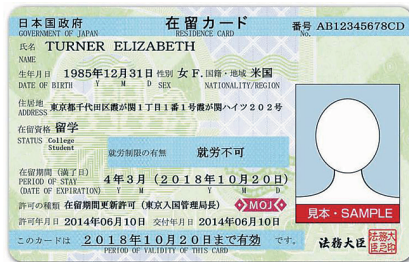 日本国政府 在留カード 番号 AB12345678CD
GOVERNMENT OF JAPAN RESIDENCE CARD No.
氏名 TURNER ELIZABETH
NAME
生年月日 1985年12月31日 性別 女 F. 国籍・地域 米国
DATE OF BIRTH Y M D SEX NATIONALITY/REGION
住居地 東京都千代田区霞が関1丁目1番1号霞が関ハイツ202号
ADDRESS
在留資格 留学
STATUS College Student
就労制限の有無 就労不可
在留期間(満了日) 4年3月(2018年10月20日)
PERIOD OF STAY
(DATE OF EXPIRATION) Y M Y M D
許可の種類 在留期間更新許可(東京入国管理局長) MOJ
許可年月日 2014年06月10日 交付年月日 2014年06月10日
このカードは 2018年10月20日まで有効 です。
PERIOD OF VALIDITY OF THIS CARD
見本・SAMPLE
法務大臣